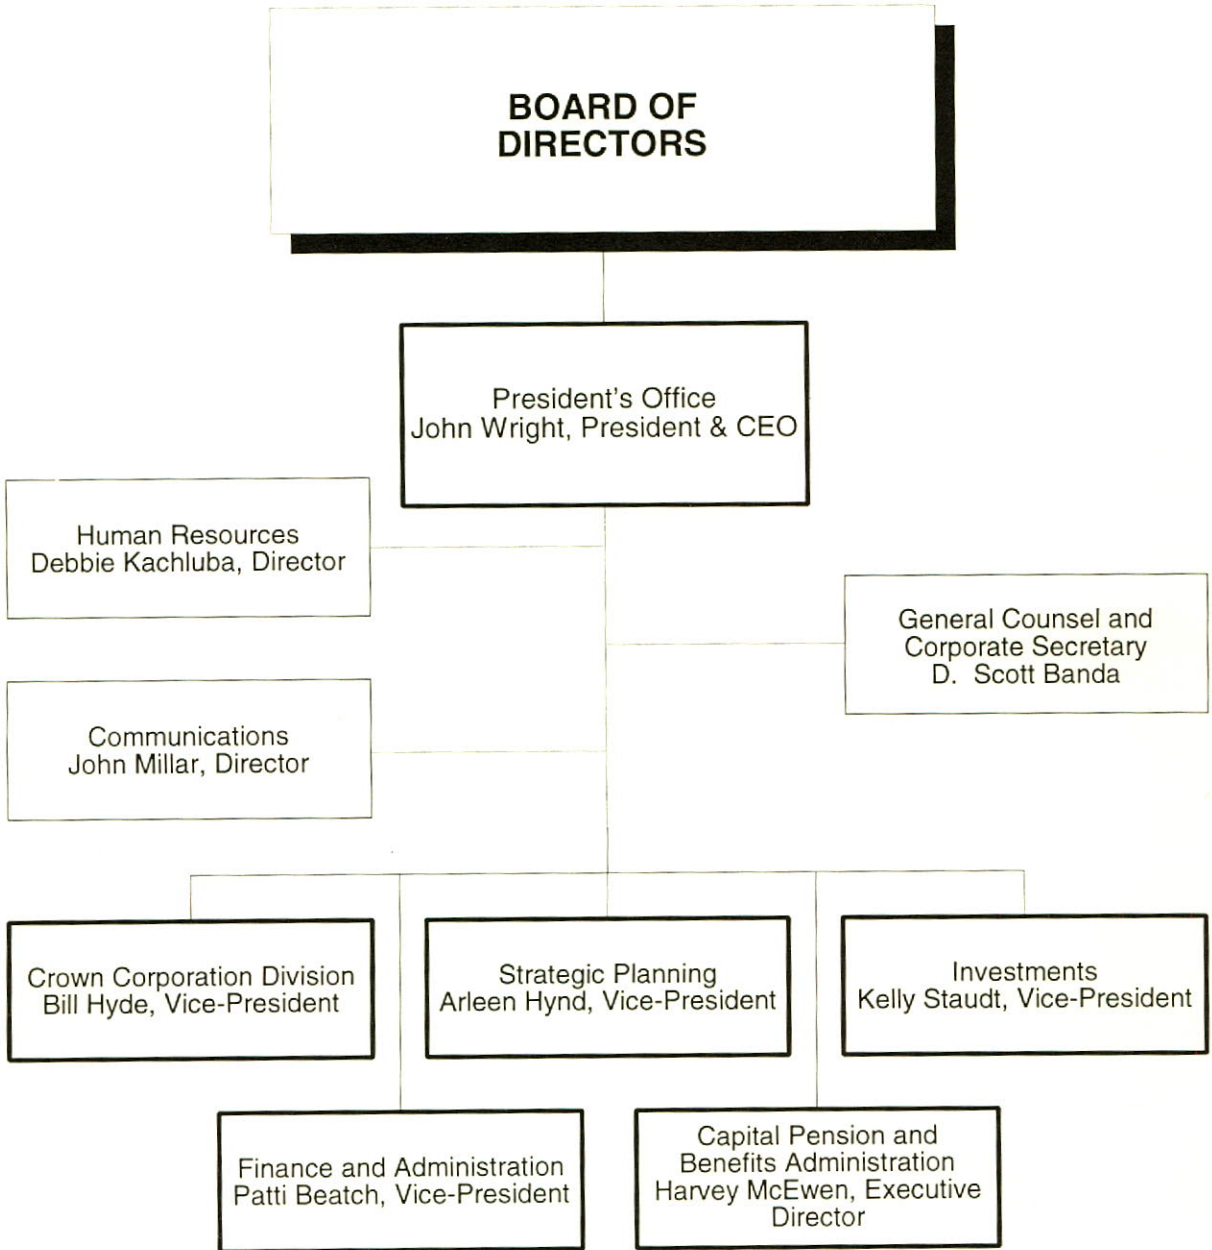 BOARD OF
DIRECTORS
President's Office
John Wright, President & CEO
Human Resources
Debbie Kachluba, Director
General Counsel and
Corporate Secretary
D. Scott Banda
Communications
John Millar, Director
Crown Corporation Division
Bill Hyde, Vice-President
Strategic Planning
Arleen Hynd, Vice-President
Investments
Kelly Staudt, Vice-President
Finance and Administration
Patti Beatch, Vice-President
Capital Pension and
Benefits Administration
Harvey McEwen, Executive
Director